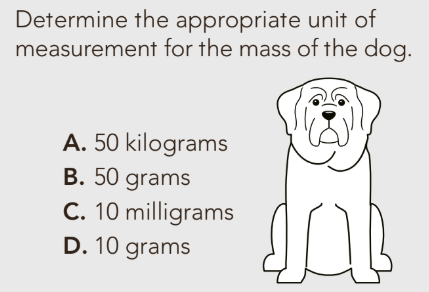 Determine the appropriate unit of
measurement for the mass of the dog.
A. 50 kilograms
B. 50 grams
C. 10 milligrams
D. 10 grams